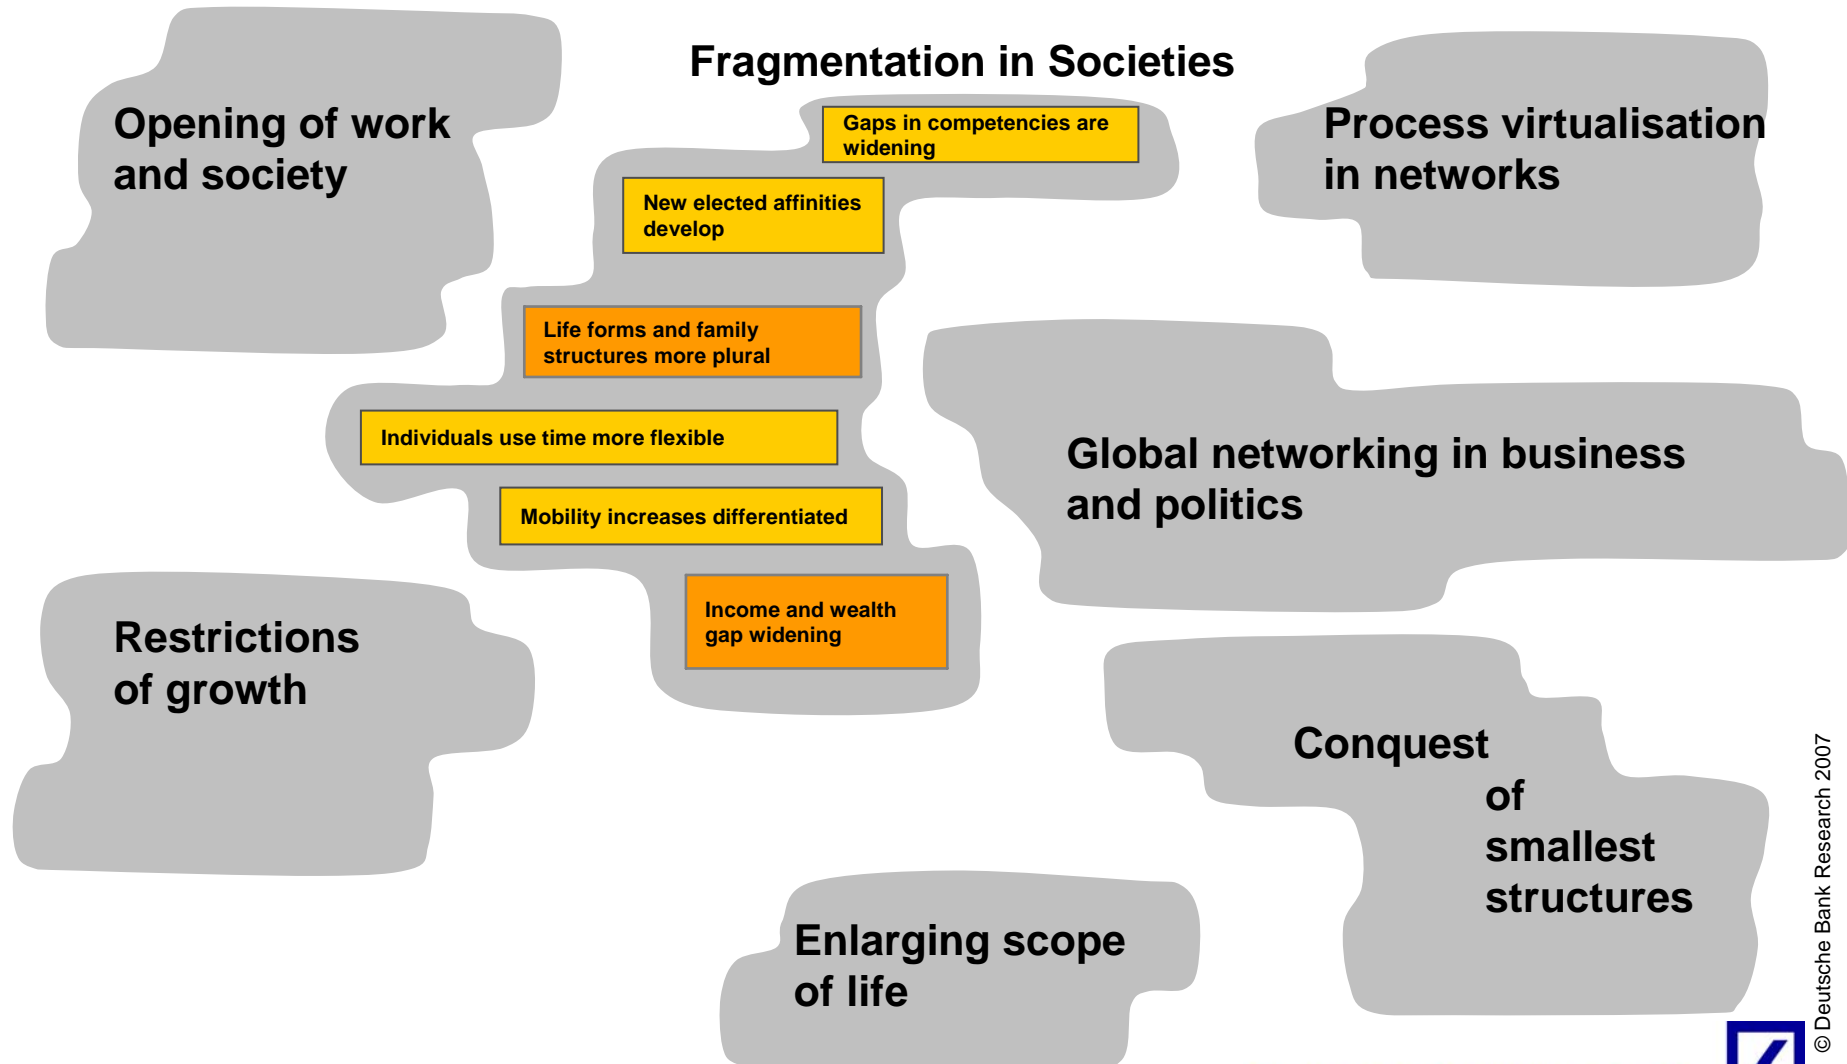 Fragmentation in Societies
Opening of work
and society
Gaps in competencies are
widening
New elected affinities
develop
Life forms and family
structures more plural
Individuals use time more flexible
Mobility increases differentiated
Income and wealth
gap widening
Process virtualisation
in networks
Global networking in business
and politics
Restrictions
of growth
Conquest
of
smallest
structures
Enlarging scope
of life
© Deutsche Bank Research 2007